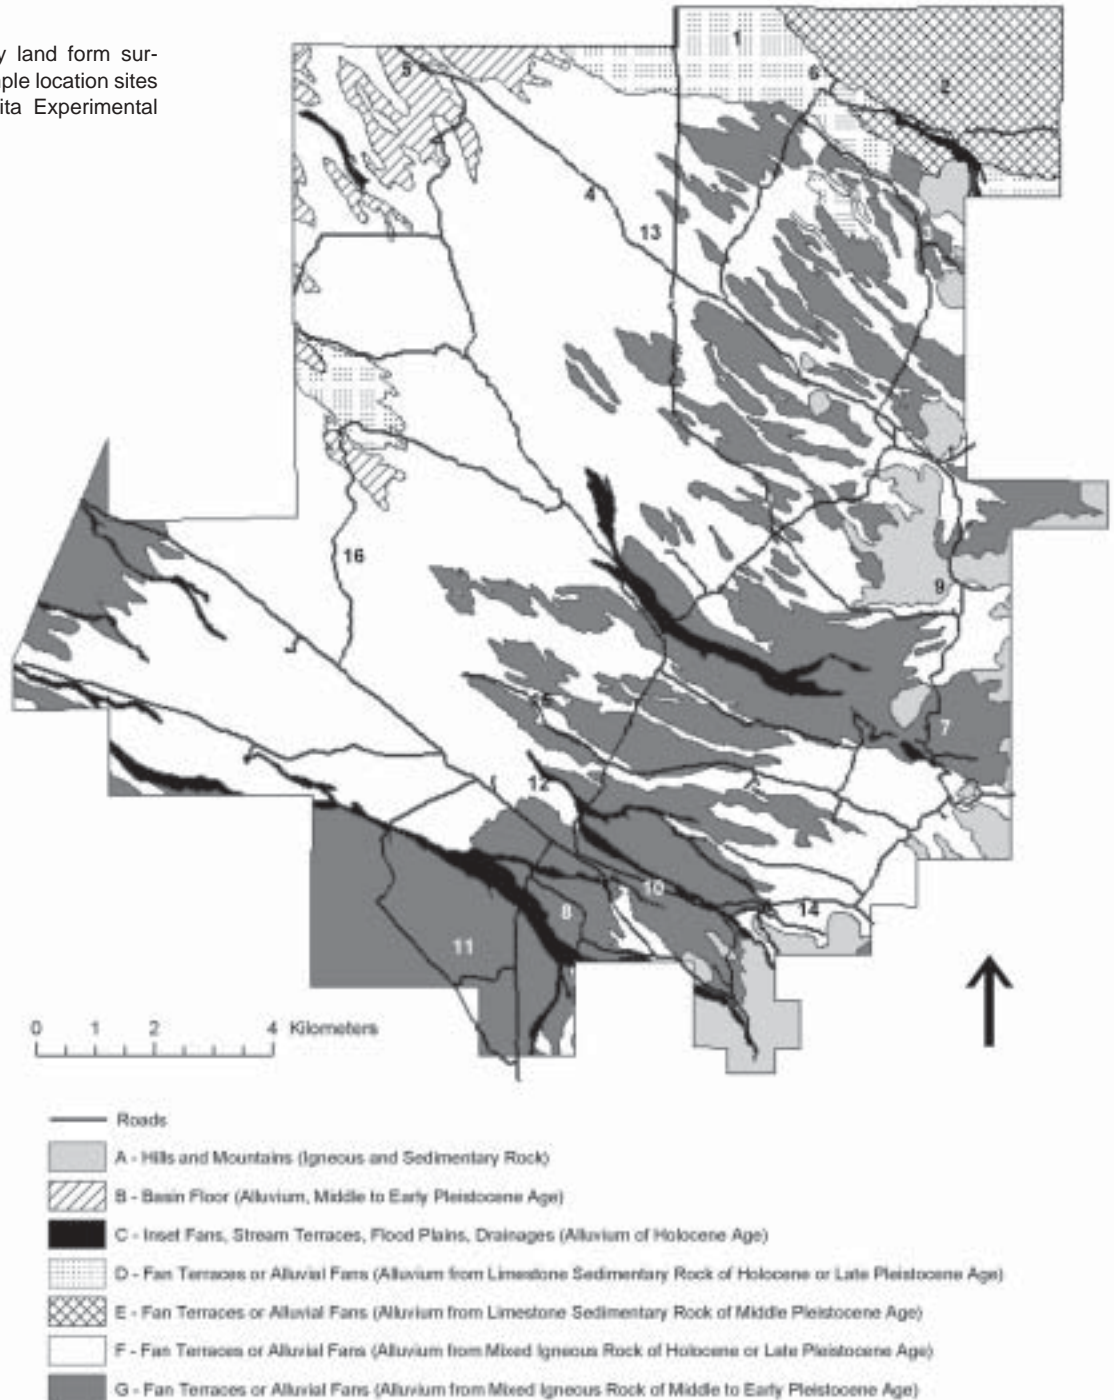 y land form sur-
nple location sites
ita Experimental
1
5
6
2
4
13
16
9
15
7
12
10
3
8
14
11
0 1 2 4 Kilometers
Roads
A - Hills and Mountains (Igneous and Sedimentary Rock)
B - Basin Floor (Alluvium, Middle to Early Pleistocene Age)
C - Inset Fans, Stream Terraces, Flood Plains, Drainages (Alluvium of Holocene Age)
D - Fan Terraces or Alluvial Fans (Alluvium from Limestone Sedimentary Rock of Holocene or Late Pleistocene Age)
E - Fan Terraces or Alluvial Fans (Alluvium from Limestone Sedimentary Rock of Middle Pleistocene Age)
F - Fan Terraces or Alluvial Fans (Alluvium from Mixed Igneous Rock of Holocene or Late Pleistocene Age)
G - Fan Terraces or Alluvial Fans (Alluvium from Mixed Igneous Rock of Middle to Early Pleistocene Age)